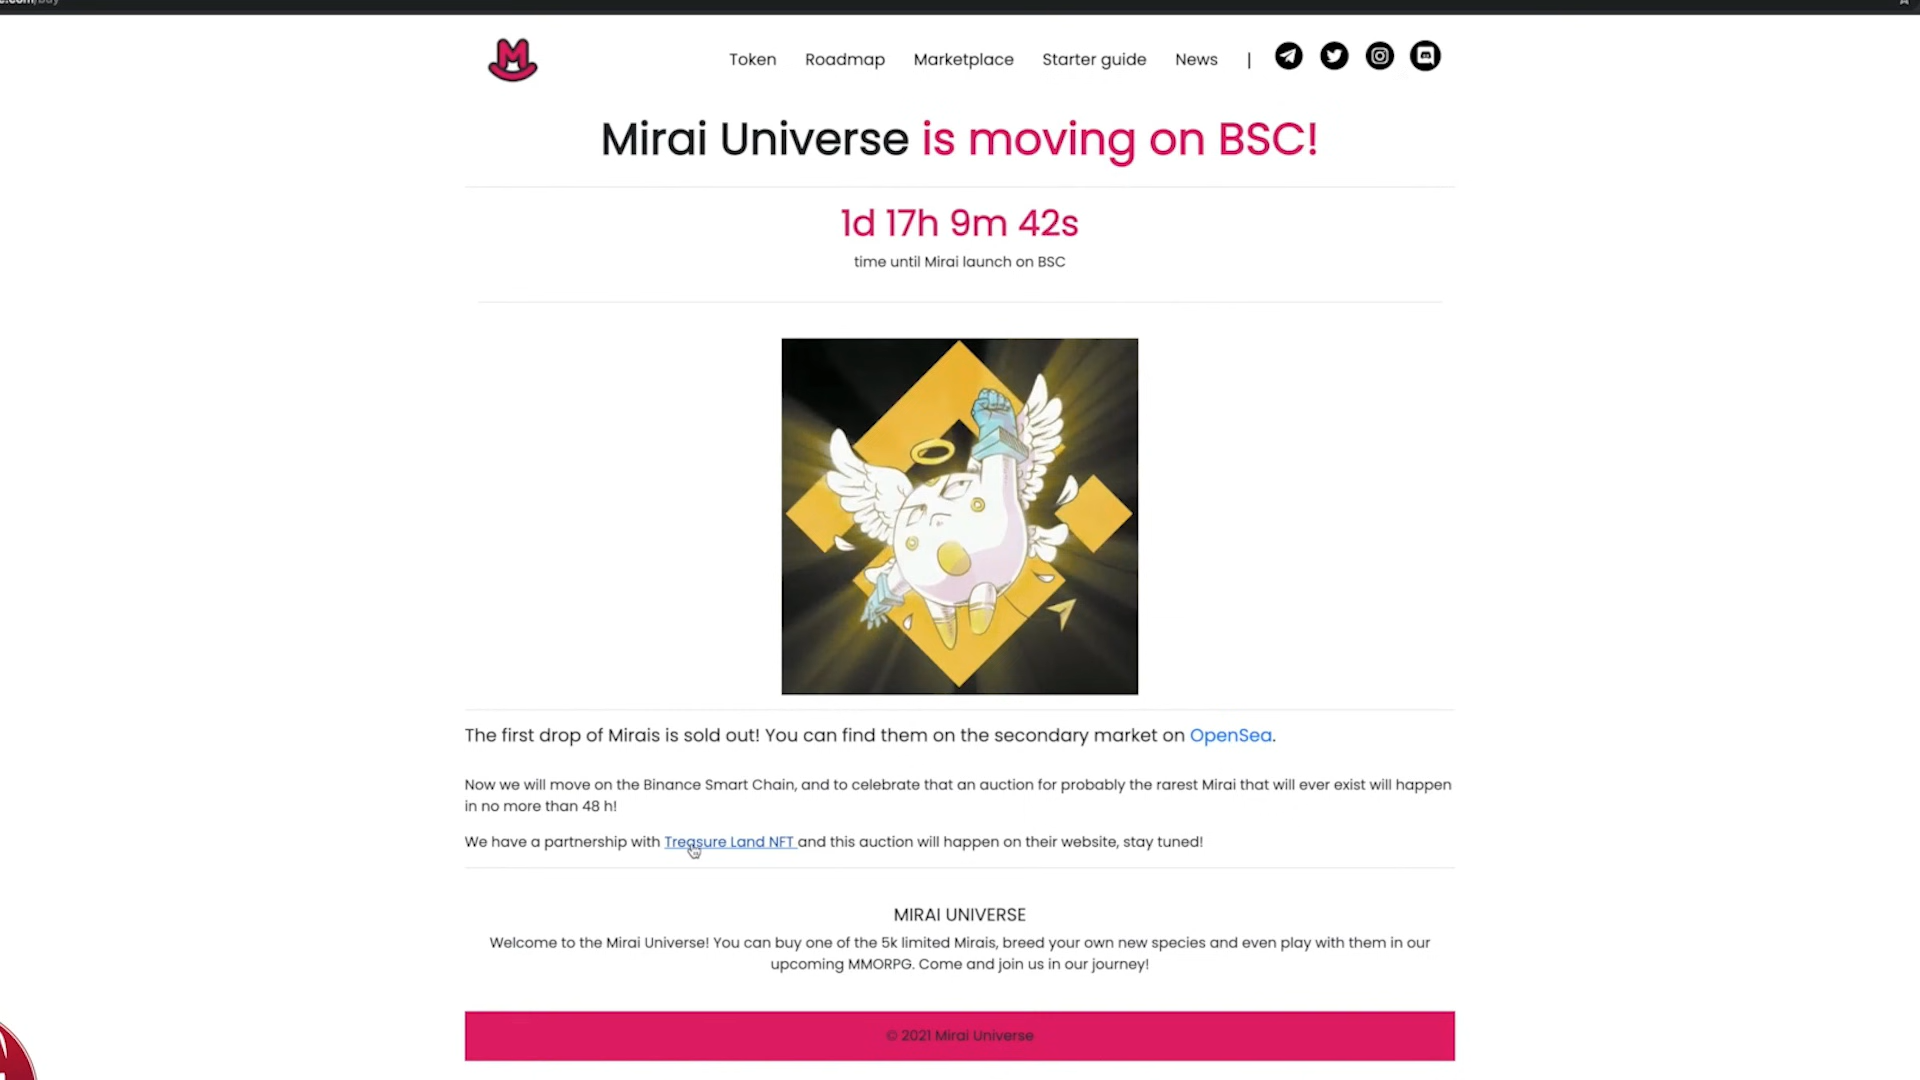 Token Roadmap Marketplace Starter guide News |
Mirai Universe is moving on BSC!
1d 17h 9m 42s
time until Mirai launch on BSC
The first drop of Mirais is sold out! You can find them on the secondary market on OpenSea.
Now we will move on the Binance Smart Chain, and to celebrate that an auction for probably the rarest Mirai that will ever exist will happen
in no more than 48 h!
We have a partnership with Treasure Land NFT and this auction will happen on their website, stay tuned!
MIRAI UNIVERSE
Welcome to the Mirai Universe! You can buy one of the 5k limited Mirais, breed your own new species and even play with them in our
upcoming MMORPG. Come and join us in our journey!
© 2021 Mirai Universe